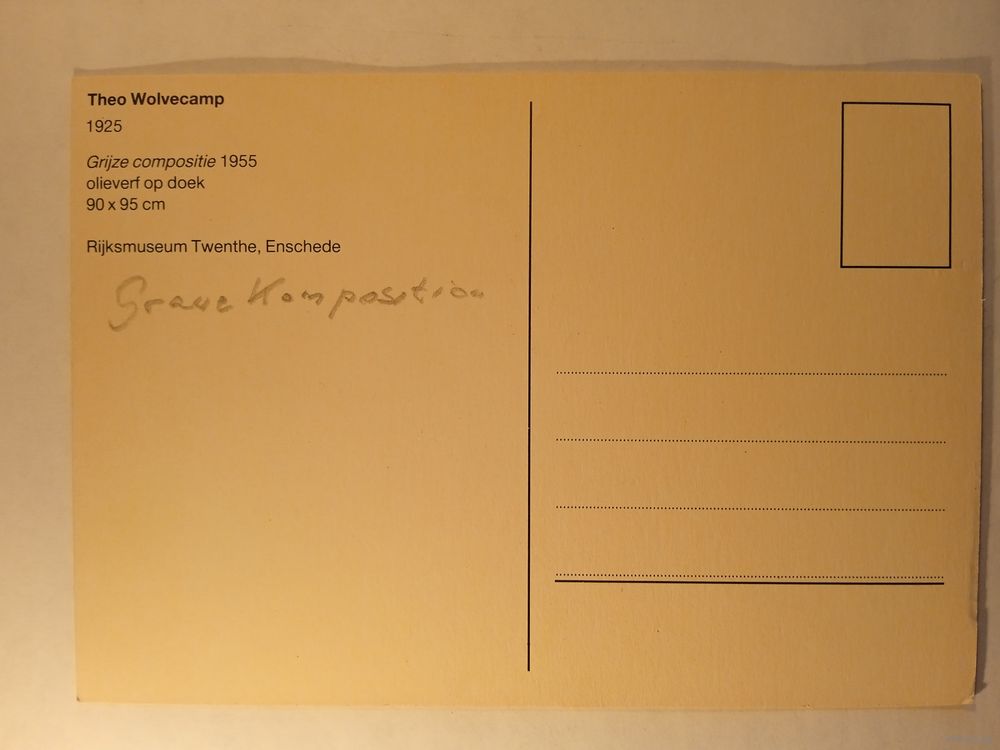 Theo Wolvecamp
1925
Grijze compositie 1955
olieverf op doek
90 x 95 cm
Rijksmuseum Twenthe, Enschede
Graue Komposition